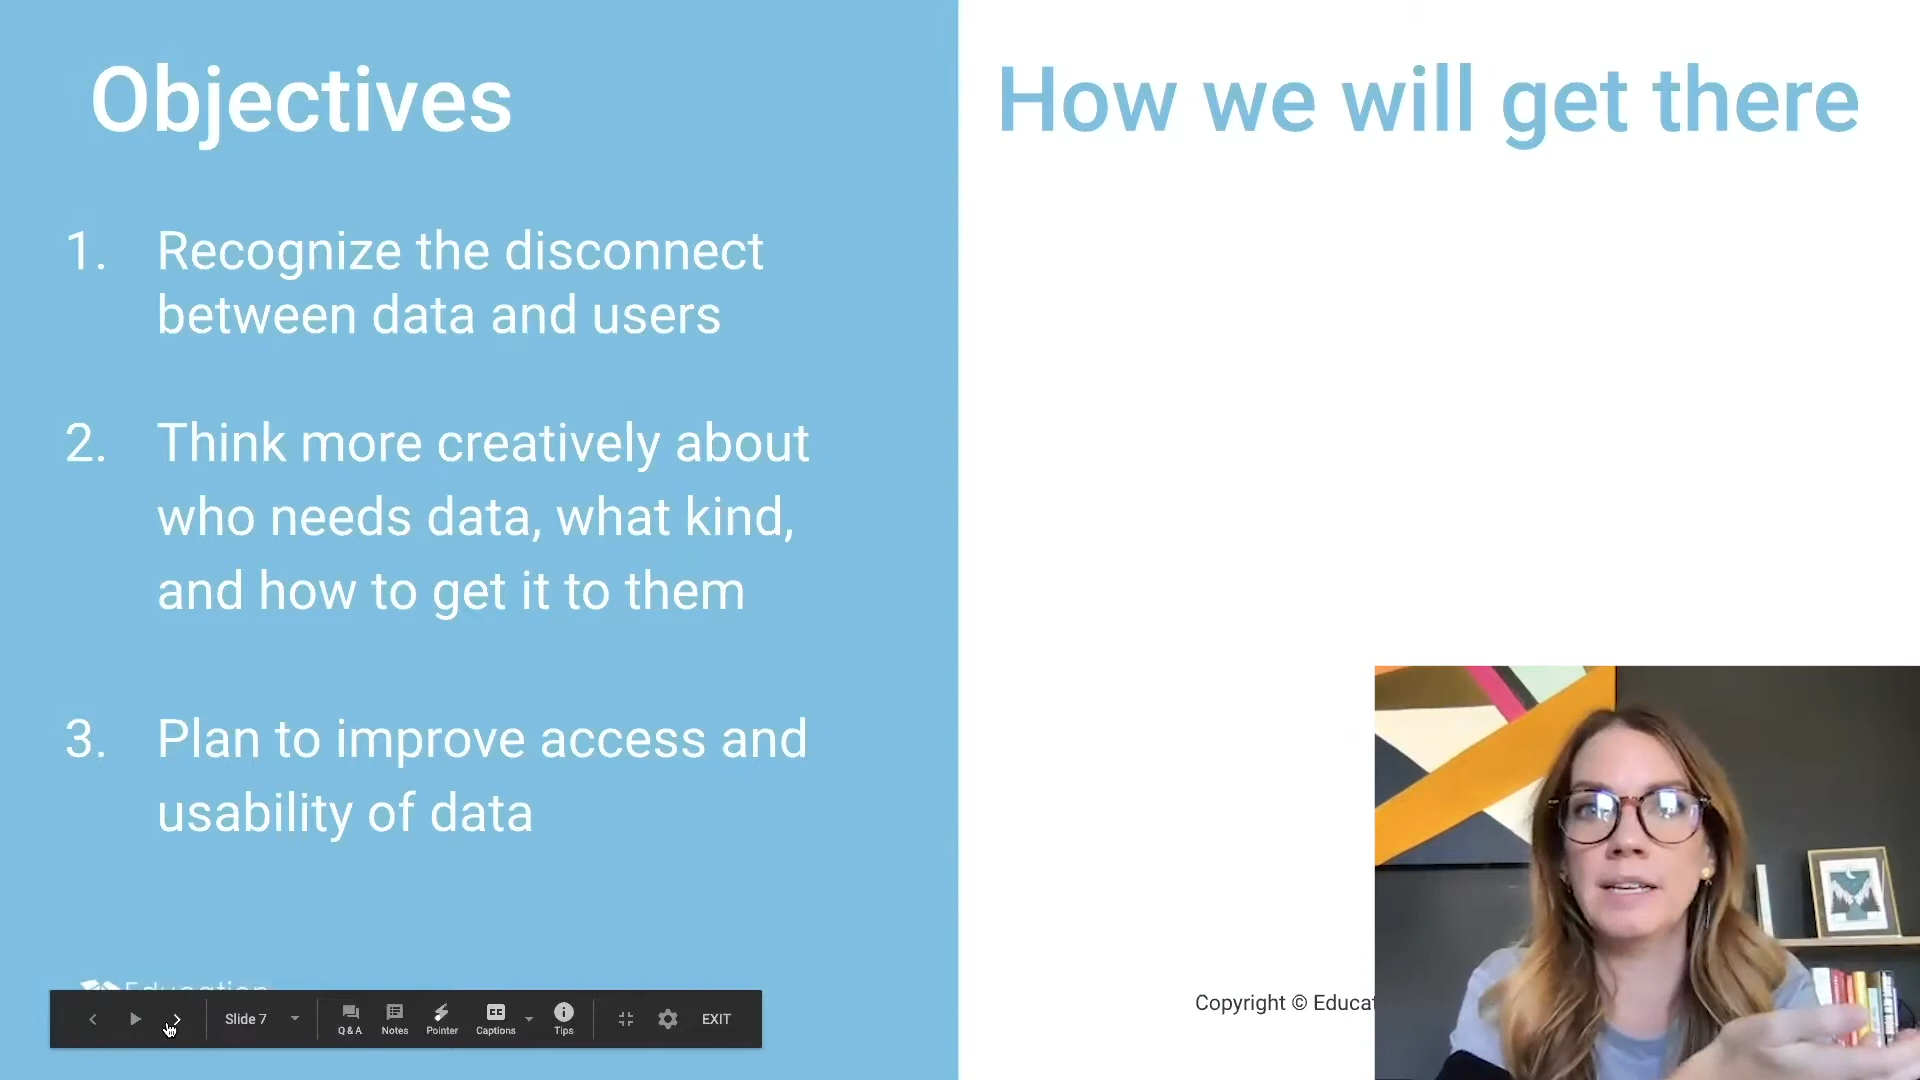 Objectives
1. Recognize the disconnect
between data and users
2. Think more creatively about
who needs data, what kind,
and how to get it to them
3. Plan to improve access and
usability of data
How we will get there
Education
Copyright © Educat
Slide 7
Q & A
Notes
Pointer
CC
Captions
Tips
EXIT